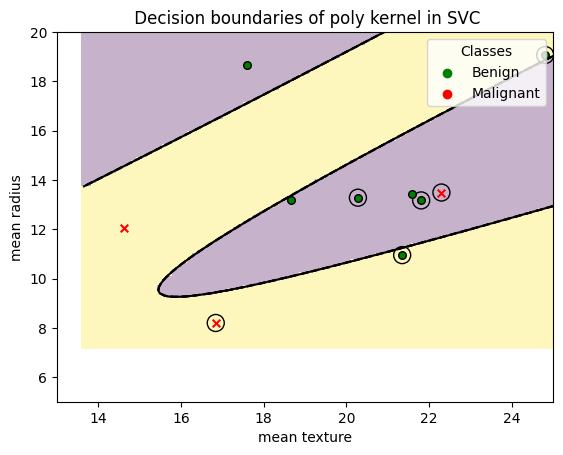 Decision boundaries of poly kernel in SVC
20
18
16
14
12
10
8
6
mean radius
Classes
Benign
Malignant
14 16 18 20 22 24
mean texture